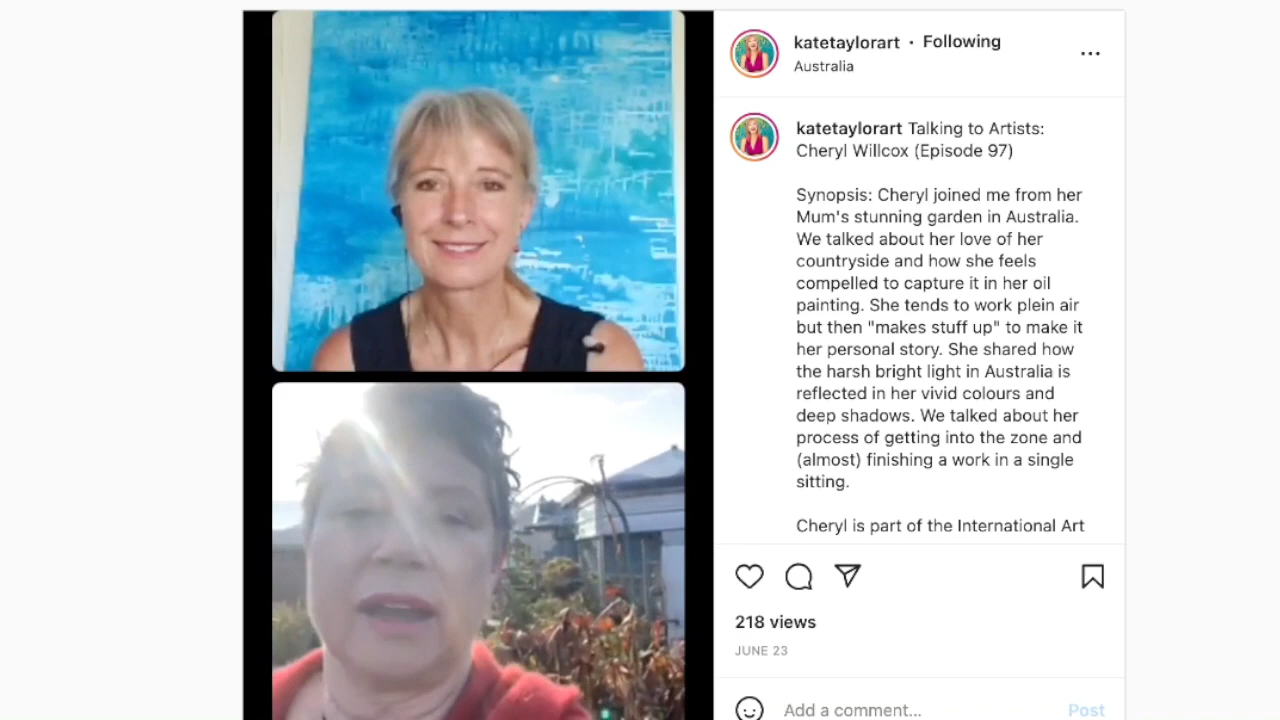 katetaylorart • Following
Australia
katetaylorart Talking to Artists:
Cheryl Willcox (Episode 97)
Synopsis: Cheryl joined me from her
Mum's stunning garden in Australia.
We talked about her love of her
countryside and how she feels
compelled to capture it in her oil
painting. She tends to work plein air
but then "makes stuff up" to make it
her personal story. She shared how
the harsh bright light in Australia is
reflected in her vivid colours and
deep shadows. We talked about her
process of getting into the zone and
(almost) finishing a work in a single
sitting.
Cheryl is part of the International Art
218 views
JUNE 23
Add a comment...
Post